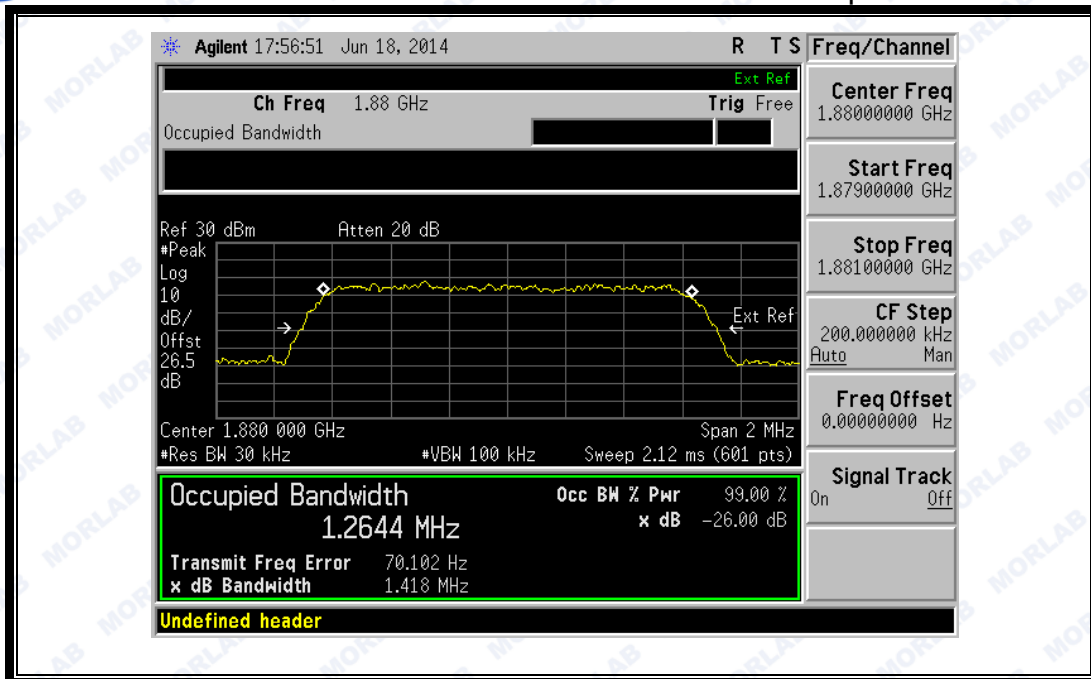 Agilent 17:56:51 Jun 18, 2014 R T S
Ext Ref
Ch Freq 1.88 GHz Trig Free
Occupied Bandwidth
Ref 30 dBm Atten 20 dB
#Peak
Log
10
dB/
Offst
26.5
dB
Ext Ref
Center 1.880 000 GHz Span 2 MHz
#Res BW 30 kHz #VBW 100 kHz Sweep 2.12 ms (601 pts)
Occupied Bandwidth Occ BW % Pwr 99.00 %
1.2644 MHz x dB -26.00 dB
Transmit Freq Error 70.102 Hz
x dB Bandwidth 1.418 MHz
Undefined header
Freq/Channel
Center Freq
1.88000000 GHz
Start Freq
1.87900000 GHz
Stop Freq
1.88100000 GHz
CF Step
200.000000 kHz
Auto Man
Freq Offset
0.00000000 Hz
Signal Track
On Off
MORLAB